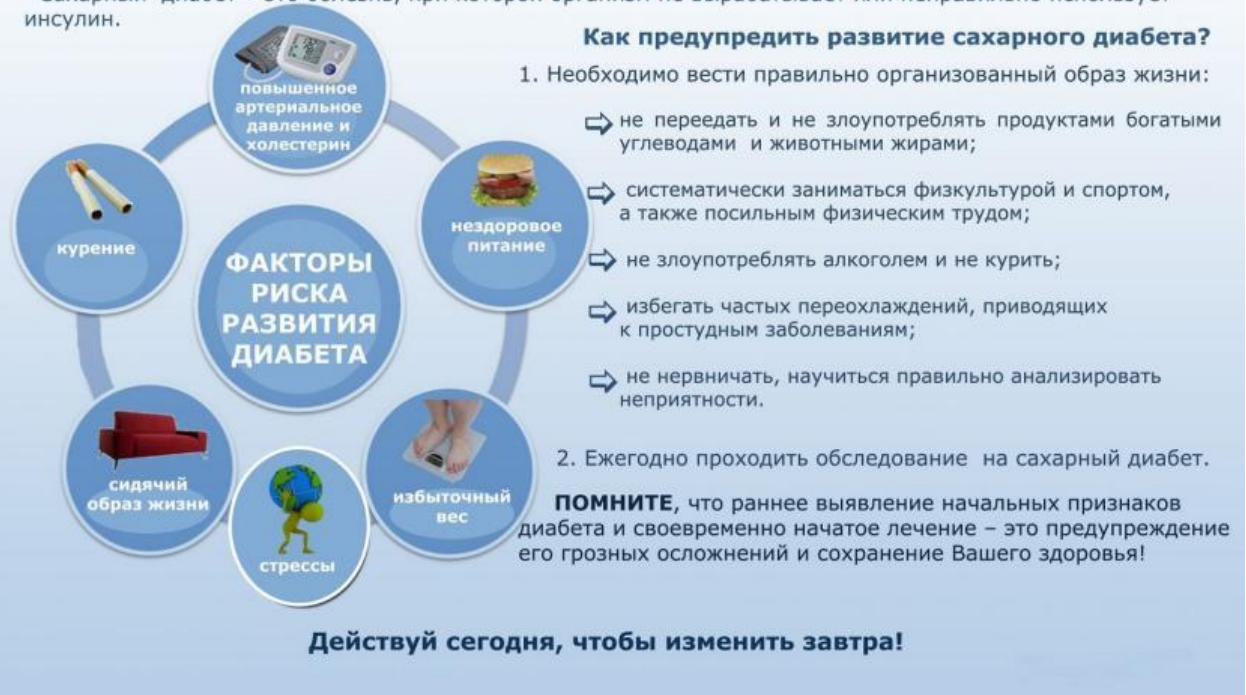 инсулин.
Как предупредить развитие сахарного диабета?
1. Необходимо вести правильно организованный образ жизни:
не переедать и не злоупотреблять продуктами богатыми
углеводами и животными жирами;
систематически заниматься физкультурой и спортом,
а также посильным физическим трудом;
не злоупотреблять алкоголем и не курить;
избегать частых переохлаждений, приводящих
к простудным заболеваниям;
не нервничать, научиться правильно анализировать
неприятности.
2. Ежегодно проходить обследование на сахарный диабет.
ПОМНИТЕ, что раннее выявление начальных признаков
диабета и своевременно начатое лечение – это предупреждение
его грозных осложнений и сохранение Вашего здоровья!
ФАКТОРЫ
РИСКА
РАЗВИТИЯ
ДИАБЕТА
повышенное
артериальное
давление и
холестерин
нездоровое
питание
избыточный
вес
стрессы
сидячий
образ жизни
курение
Действуй сегодня, чтобы изменить завтра!